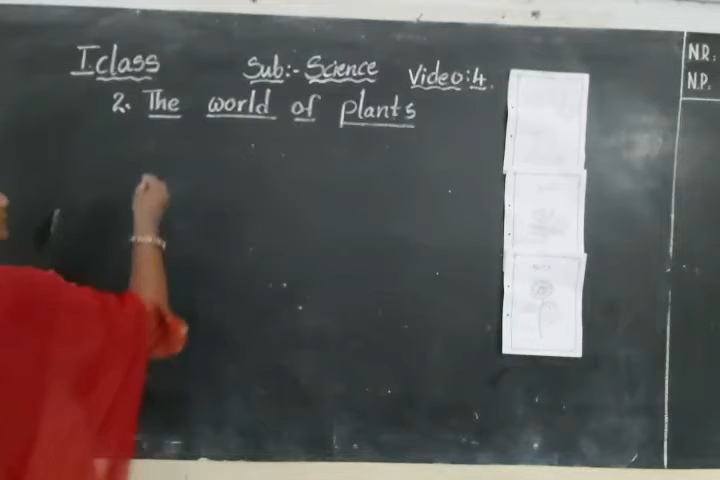 I class Sub:- Science Video:4.
2. The world of plants
N.R:
N.P: